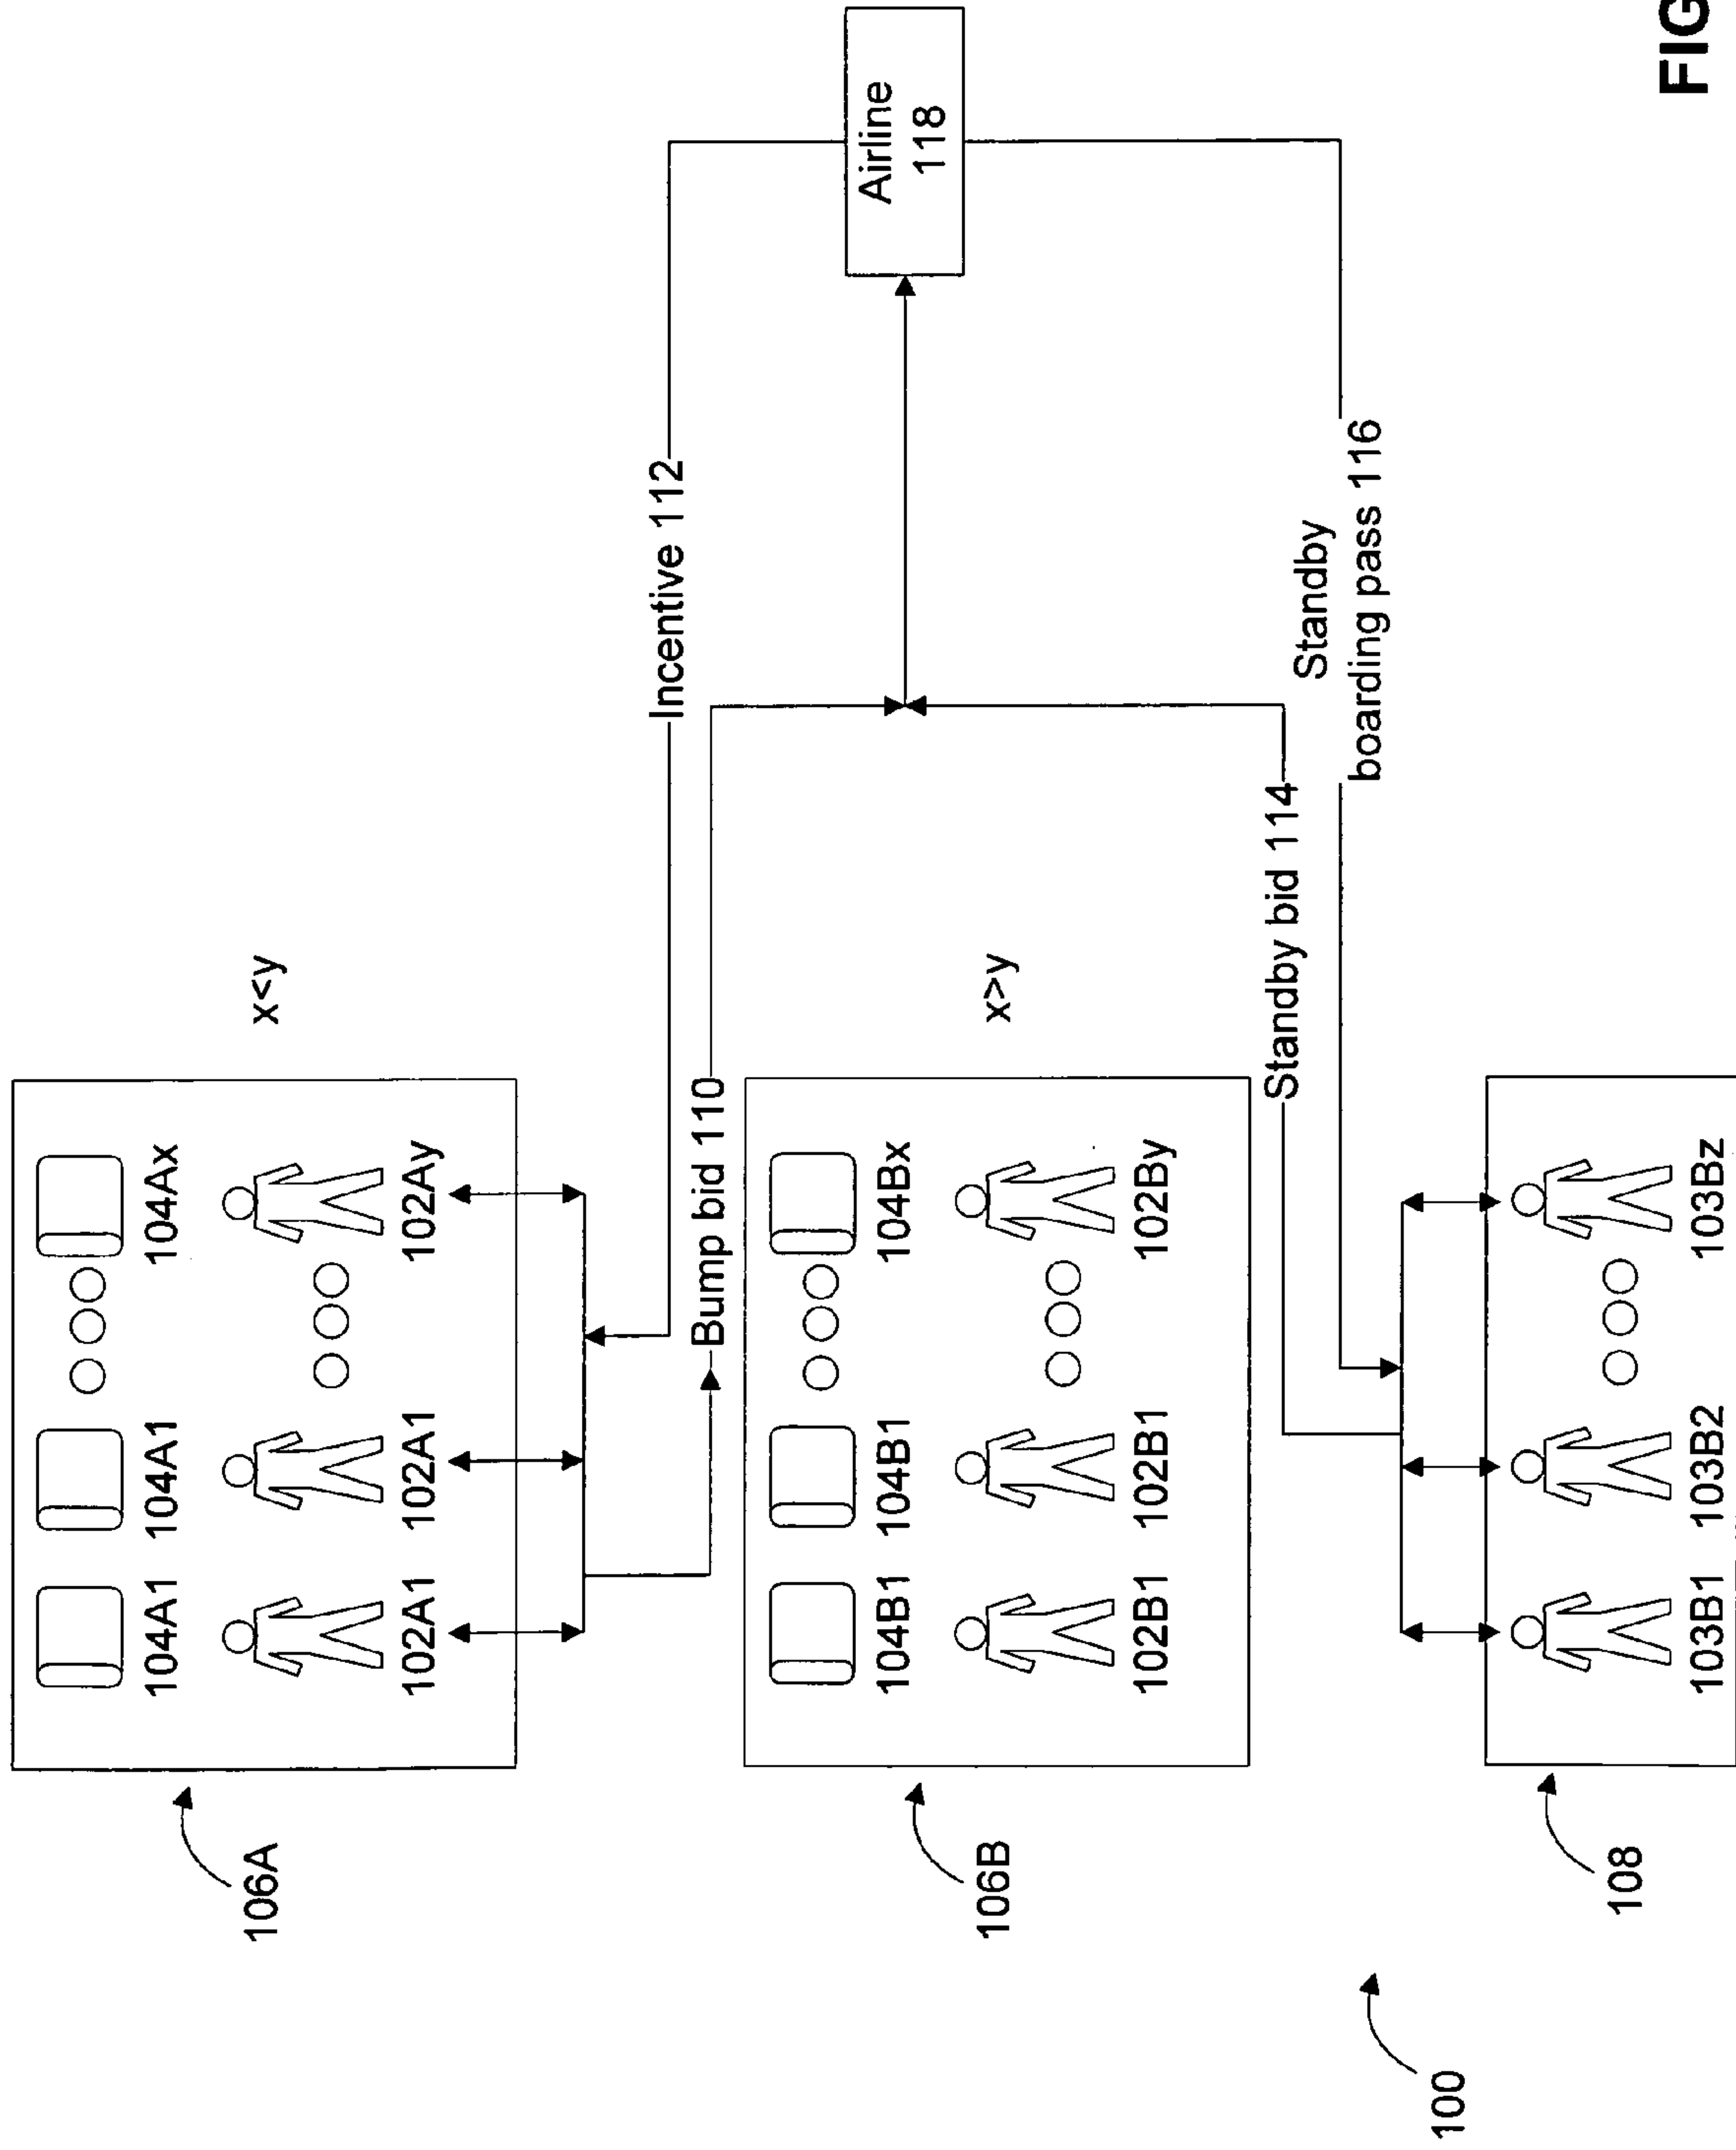 104A1 104A1 104Ax
106A
x<y
102A1 102A1 102Ay
Incentive 112
Bump bid 110
Airline
118
104B1 104B1 104Bx
106B
x>y
102B1 102B1 102By
Standby bid 114
Standby
boarding pass 116
100
108
FIG
103B1 103B2 103Bz